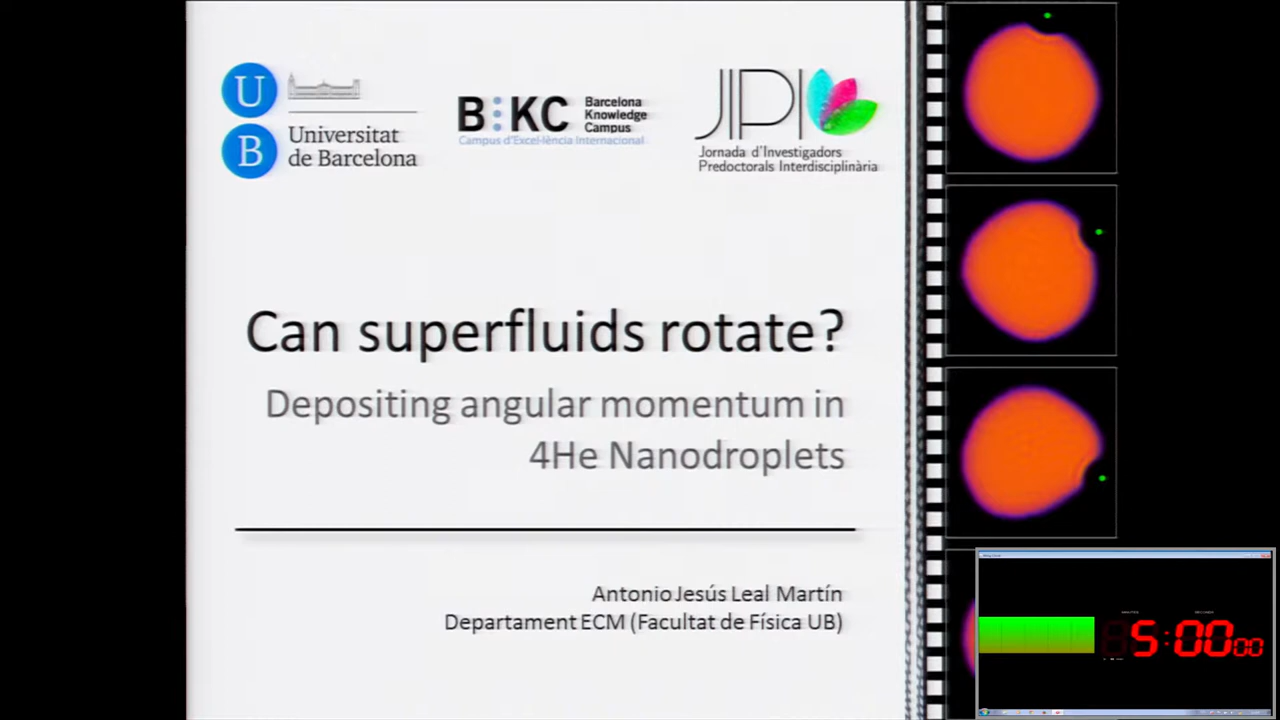 U
B
Universitat
de Barcelona
B:KC
Barcelona
Knowledge
Campus
Campus d'Excel·lència Internacional
JIPI
Jornada d'Investigadors
Predoctorals Interdisciplinària
Can superfluids rotate?
Depositing angular momentum in
4He Nanodroplets
Antonio Jesús Leal Martín
Departament ECM (Facultat de Física UB)
5:00 00